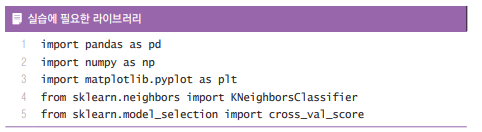 실습에 필요한 라이브러리
1 import pandas as pd
2 import numpy as np
3 import matplotlib.pyplot as plt
4 from sklearn.neighbors import KNeighborsClassifier
5 from sklearn.model_selection import cross_val_score